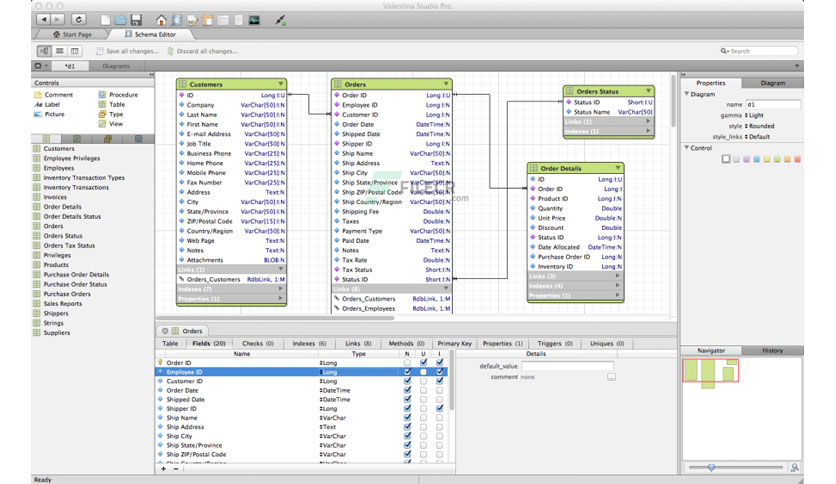 Valentina Studio Pro
Start Page
Schema Editor
Save all changes...
Discard all changes...
Search
*d1
Diagrams
Controls
Comment
Procedure
Label
Table
Picture
Type
View
Customers
Employee Privileges
Employees
Inventory Transaction Types
Inventory Transactions
Invoices
Order Details
Order Details Status
Orders
Orders Status
Orders Tax Status
Privileges
Products
Purchase Order Details
Purchase Order Status
Purchase Orders
Sales Reports
Shippers
Strings
Suppliers
Customers
ID Long:I:U
Company VarChar[50]:I:N
Last Name VarChar[50]:I:N
First Name VarChar[50]:I:N
E-mail Address VarChar[50]:N
Job Title VarChar[50]:N
Business Phone VarChar[25]:N
Home Phone VarChar[25]:N
Mobile Phone VarChar[25]:N
Fax Number VarChar[25]:N
Address Text:N
City VarChar[50]:I:N
State/Province VarChar[50]:I:N
ZIP/Postal Code VarChar[15]:I:N
Country/Region VarChar[50]:N
Web Page Text:N
Notes Text:N
Attachments BLOB:N
Links (1)
Orders_Customers RdbLink, 1:M
Indexes (7)
Properties (1)
Orders
Order ID Long:I:U
Employee ID Long:I:N
Customer ID Long:I:N
Order Date DateTime:N
Shipped Date DateTime:N
Shipper ID Long:I:N
Ship Name VarChar[50]:N
Ship Address Text:N
Ship City VarChar[50]:N
Ship State/Province VarChar[50]:N
Ship ZIP/Postal Code VarChar[50]:N
Ship Country/Region VarChar[50]:N
Shipping Fee Double:N
Taxes Double:N
Payment Type VarChar[50]:N
Paid Date DateTime:N
Notes Text:N
Tax Rate Double:N
Tax Status Short:I:N
Status ID Short:I:N
Links (8)
Orders_Customers RdbLink, 1:M
Orders_Employees RdbLink, 1:M
Orders Status
Status ID Short:I:U
Status Name VarChar[50]
Links (1)
Indexes (1)
Order Details
ID Long:I:U
Order ID Long:I
Product ID Long:I:N
Quantity Double
Unit Price Double:N
Discount Double
Status ID Long:I:N
Date Allocated DateTime:N
Purchase Order ID Long:N
Inventory ID Long:I:N
Links (3)
Indexes (4)
Properties (1)
.com
Properties
Diagram
Diagram
name d1
gamma Light
style Rounded
style_links Default
Control
Orders
Table
Fields (20)
Checks (0)
Indexes (6)
Links (8)
Methods (0)
Primary Key
Properties (1)
Triggers (0)
Uniques (0)
Name Type N U I
Order ID Long
Employee ID Long
Customer ID Long
Order Date DateTime
Shipped Date DateTime
Shipper ID Long
Ship Name VarChar
Ship Address Text
Ship City VarChar
Ship State/Province VarChar
Ship ZIP/Postal Code VarChar
Ship Country/Region VarChar
Details
default_value
comment none
...
Navigator
History
Ready